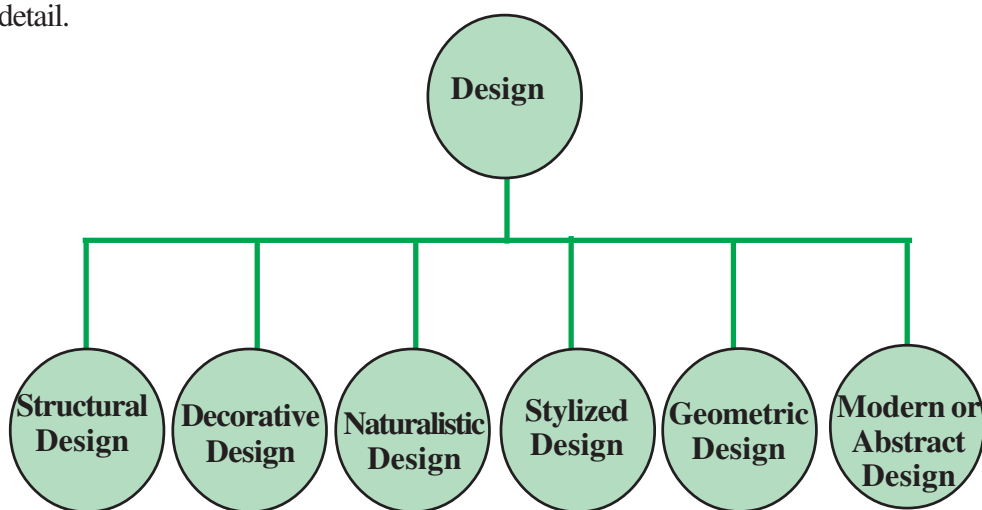 detail.
Design
Structural
Design
Decorative
Design
Naturalistic
Design
Stylized
Design
Geometric
Design
Modern or
Abstract
Design